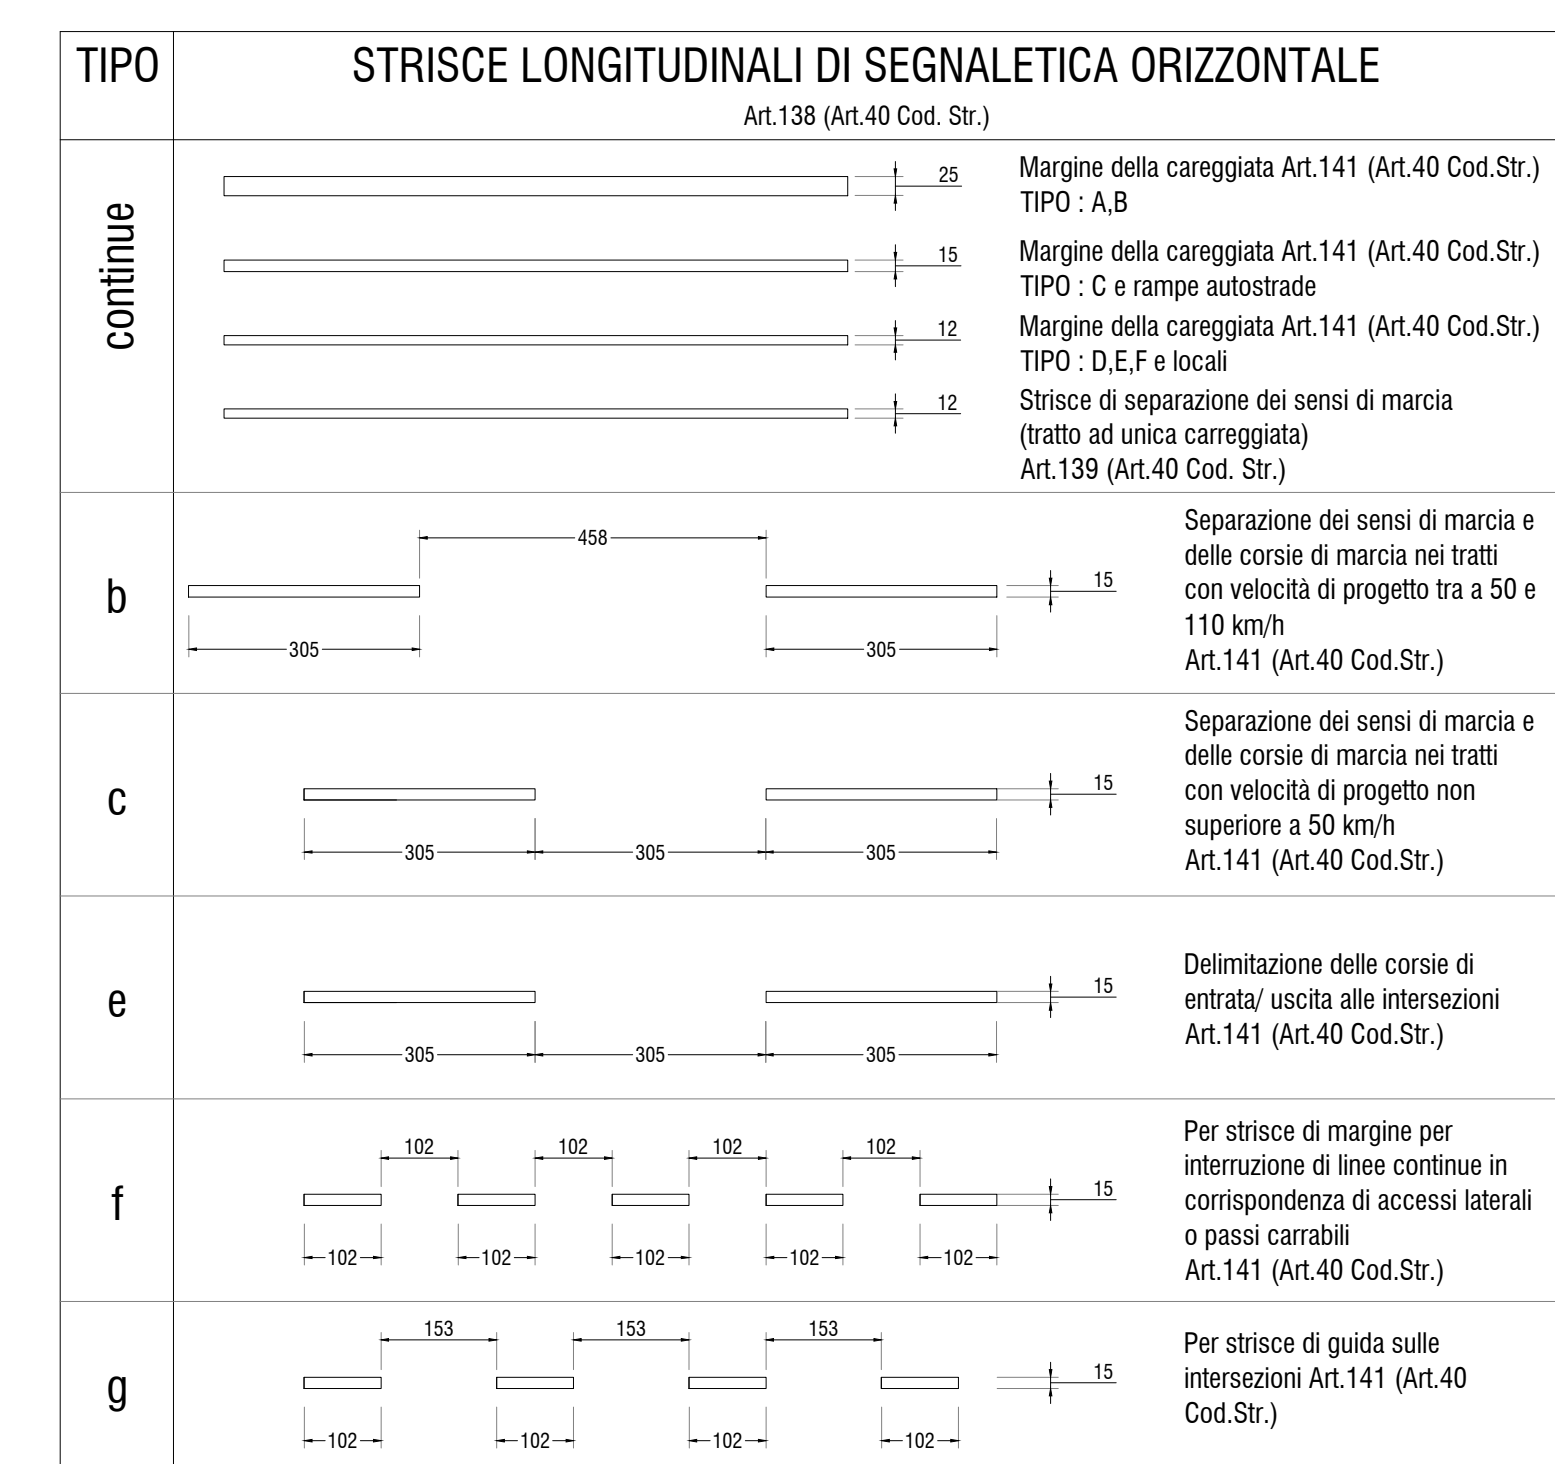 TIPO
STRISCE LONGITUDINALI DI SEGNALETICA ORIZZONTALE
Art.138 (Art.40 Cod. Str.)
continue
25
Margine della careggiata Art.141 (Art.40 Cod.Str.)
TIPO : A,B
15
Margine della careggiata Art.141 (Art.40 Cod.Str.)
TIPO : C e rampe autostrade
12
Margine della careggiata Art.141 (Art.40 Cod.Str.)
TIPO : D,E,F e locali
12
Strisce di separazione dei sensi di marcia
(tratto ad unica carreggiata)
Art.139 (Art.40 Cod. Str.)
b
458
15
305
305
Separazione dei sensi di marcia e
delle corsie di marcia nei tratti
con velocità di progetto tra a 50 e
110 km/h
Art.141 (Art.40 Cod.Str.)
c
15
305
305
305
Separazione dei sensi di marcia e
delle corsie di marcia nei tratti
con velocità di progetto non
superiore a 50 km/h
Art.141 (Art.40 Cod.Str.)
e
15
305
305
305
Delimitazione delle corsie di
entrata/ uscita alle intersezioni
Art.141 (Art.40 Cod.Str.)
f
102
102
102
102
15
102
102
102
102
102
Per strisce di margine per
interruzione di linee continue in
corrispondenza di accessi laterali
o passi carrabili
Art.141 (Art.40 Cod.Str.)
g
153
153
153
15
102
102
102
102
Per strisce di guida sulle
intersezioni Art.141 (Art.40
Cod.Str.)